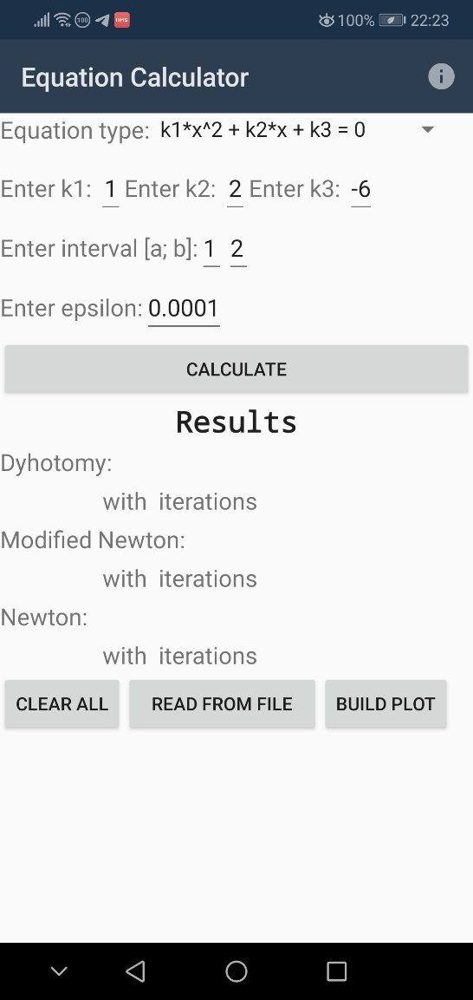 100 HMS 100% 22:23
Equation Calculator i
Equation type: k1*x^2 + k2*x + k3 = 0
Enter k1: 1 Enter k2: 2 Enter k3: -6
Enter interval [a; b]: 1 2
Enter epsilon: 0.0001
CALCULATE
Results
Dyhotomy:
with iterations
Modified Newton:
with iterations
Newton:
with iterations
CLEAR ALL READ FROM FILE BUILD PLOT